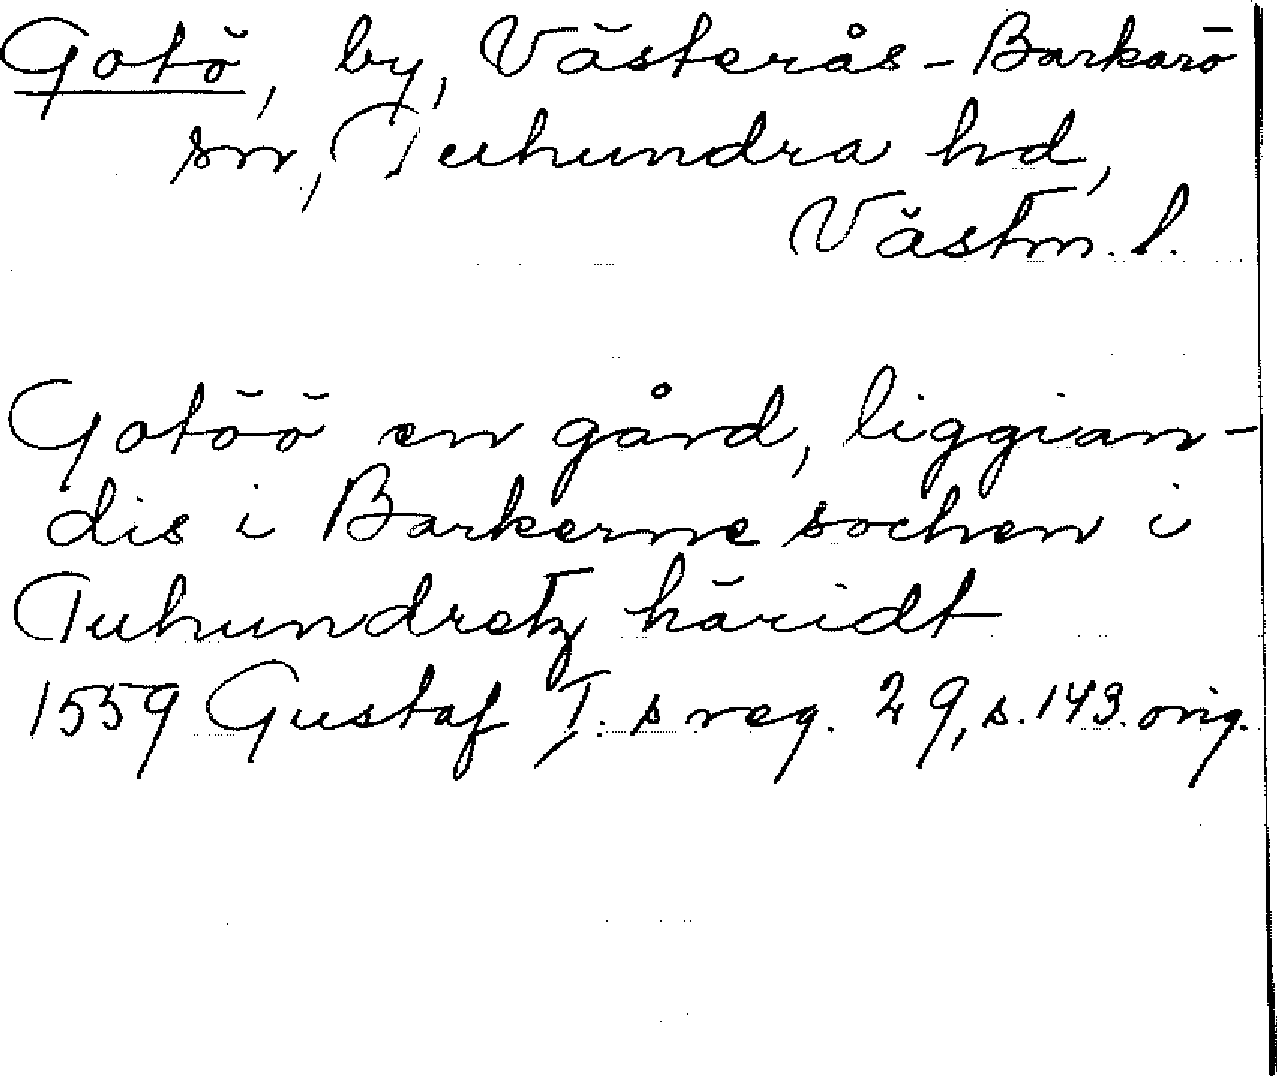 Gotö, by, Västerås-Barkarö
sn, Tuhundra hd,
Västm. l.
Gotöö en gård, liggian-
dis i Barkerne sochen i
Tuhundretz häridt
1559 Gustaf I:s reg. 29, s. 143. orig.